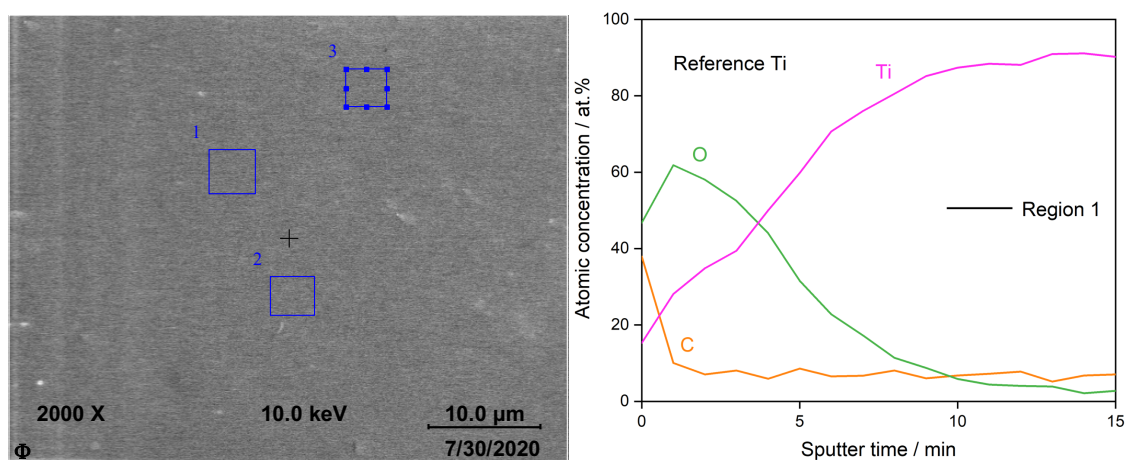 3
1
2
2000 X 10.0 keV 10.0 µm
7/30/2020
Φ
100
80
60
40
20
0
Atomic concentration / at.%
Reference Ti
Ti
O
C
Region 1
0 5 10 15
Sputter time / min